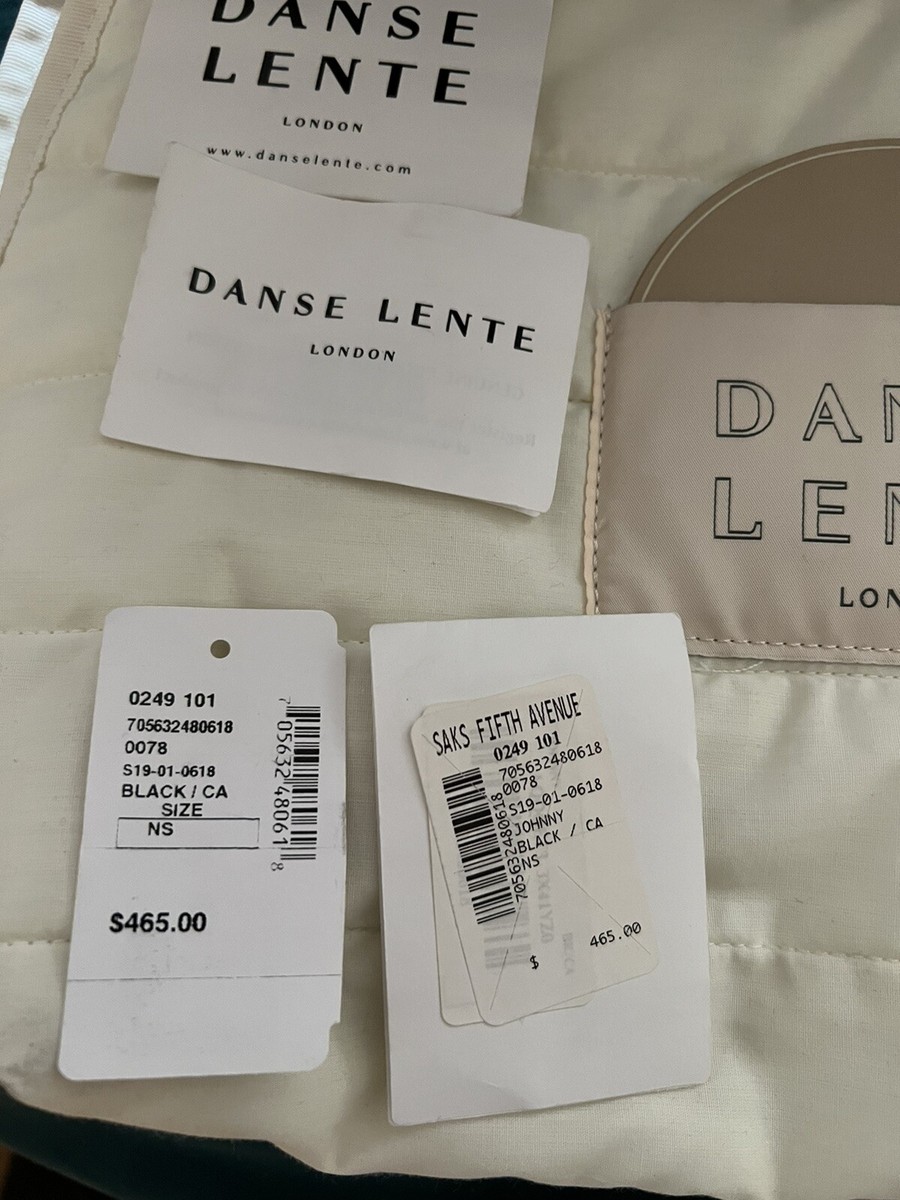 DANSE
LENTE
LONDON
www.danselente.com
DANSE LENTE
LONDON
DAN
LEN
LON
0249 101
705632480618
0078
S19-01-0618
BLACK / CA
SIZE
NS
$465.00
705632480618
SAKS FIFTH AVENUE
0249 101
705632480618
0078
S19-01-0618
JOHNNY
BLACK / CA
NS
705632480618
$ 465.00